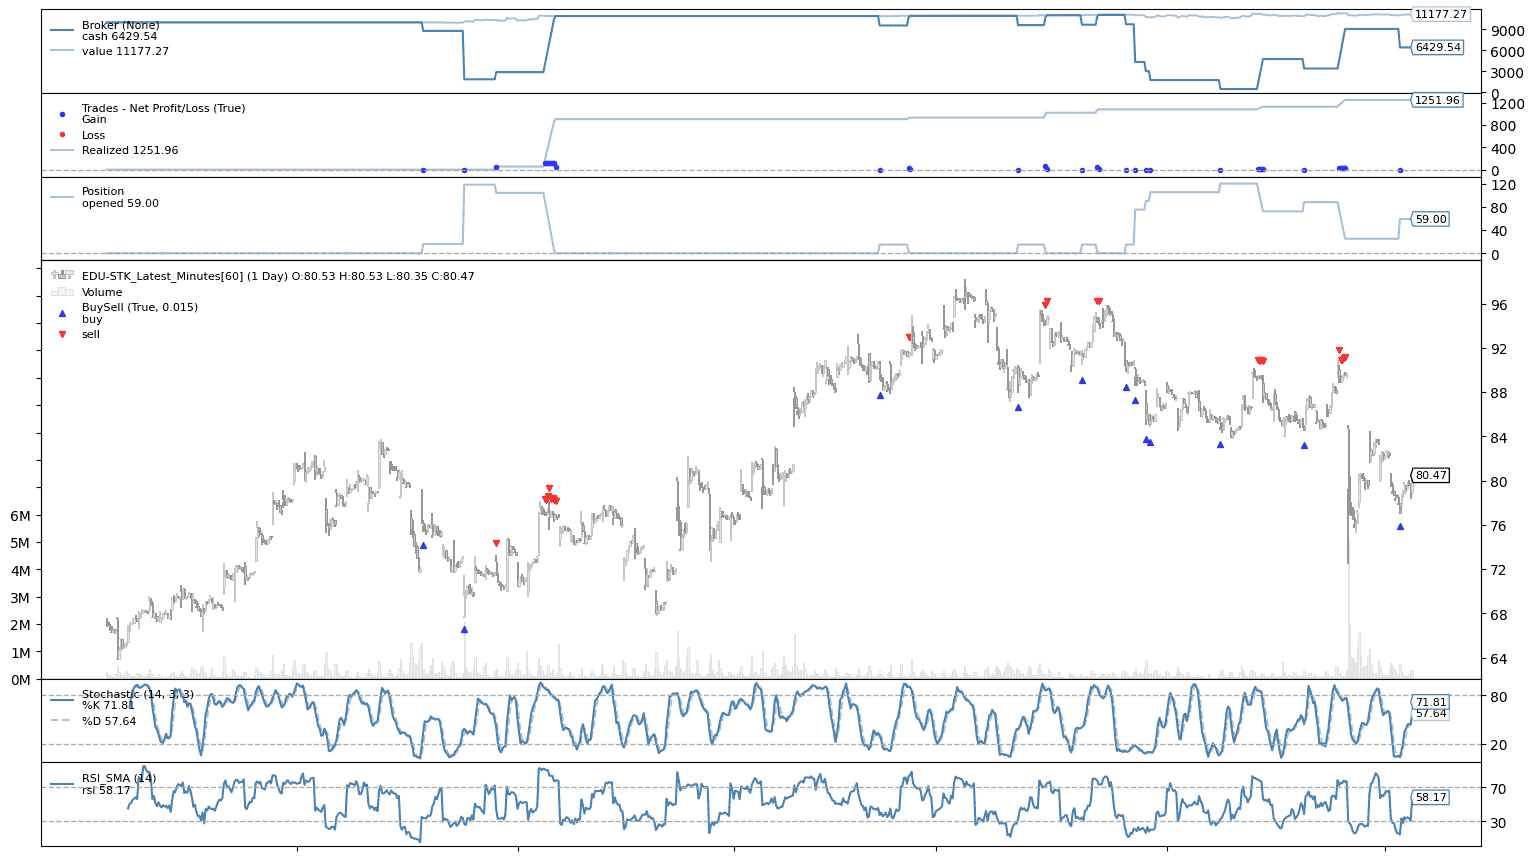 Broker (None)
cash 6429.54
value 11177.27
11177.27
9000
6429.54
6000
3000
0
Trades - Net Profit/Loss (True)
Gain
Loss
Realized 1251.96
1251.96
1200
800
400
0
Position
opened 59.00
120
80
59.00
40
0
EDU-STK_Latest_Minutes[60] (1 Day) O:80.53 H:80.53 L:80.35 C:80.47
Volume
BuySell (True, 0.015)
buy
sell
96
92
88
84
80.47
80
76
72
68
64
6M
5M
4M
3M
2M
1M
0M
Stochastic (14, 3, 3)
%K 71.81
%D 57.64
80
71.81
57.64
20
RSI_SMA (14)
rsi 58.17
70
58.17
30